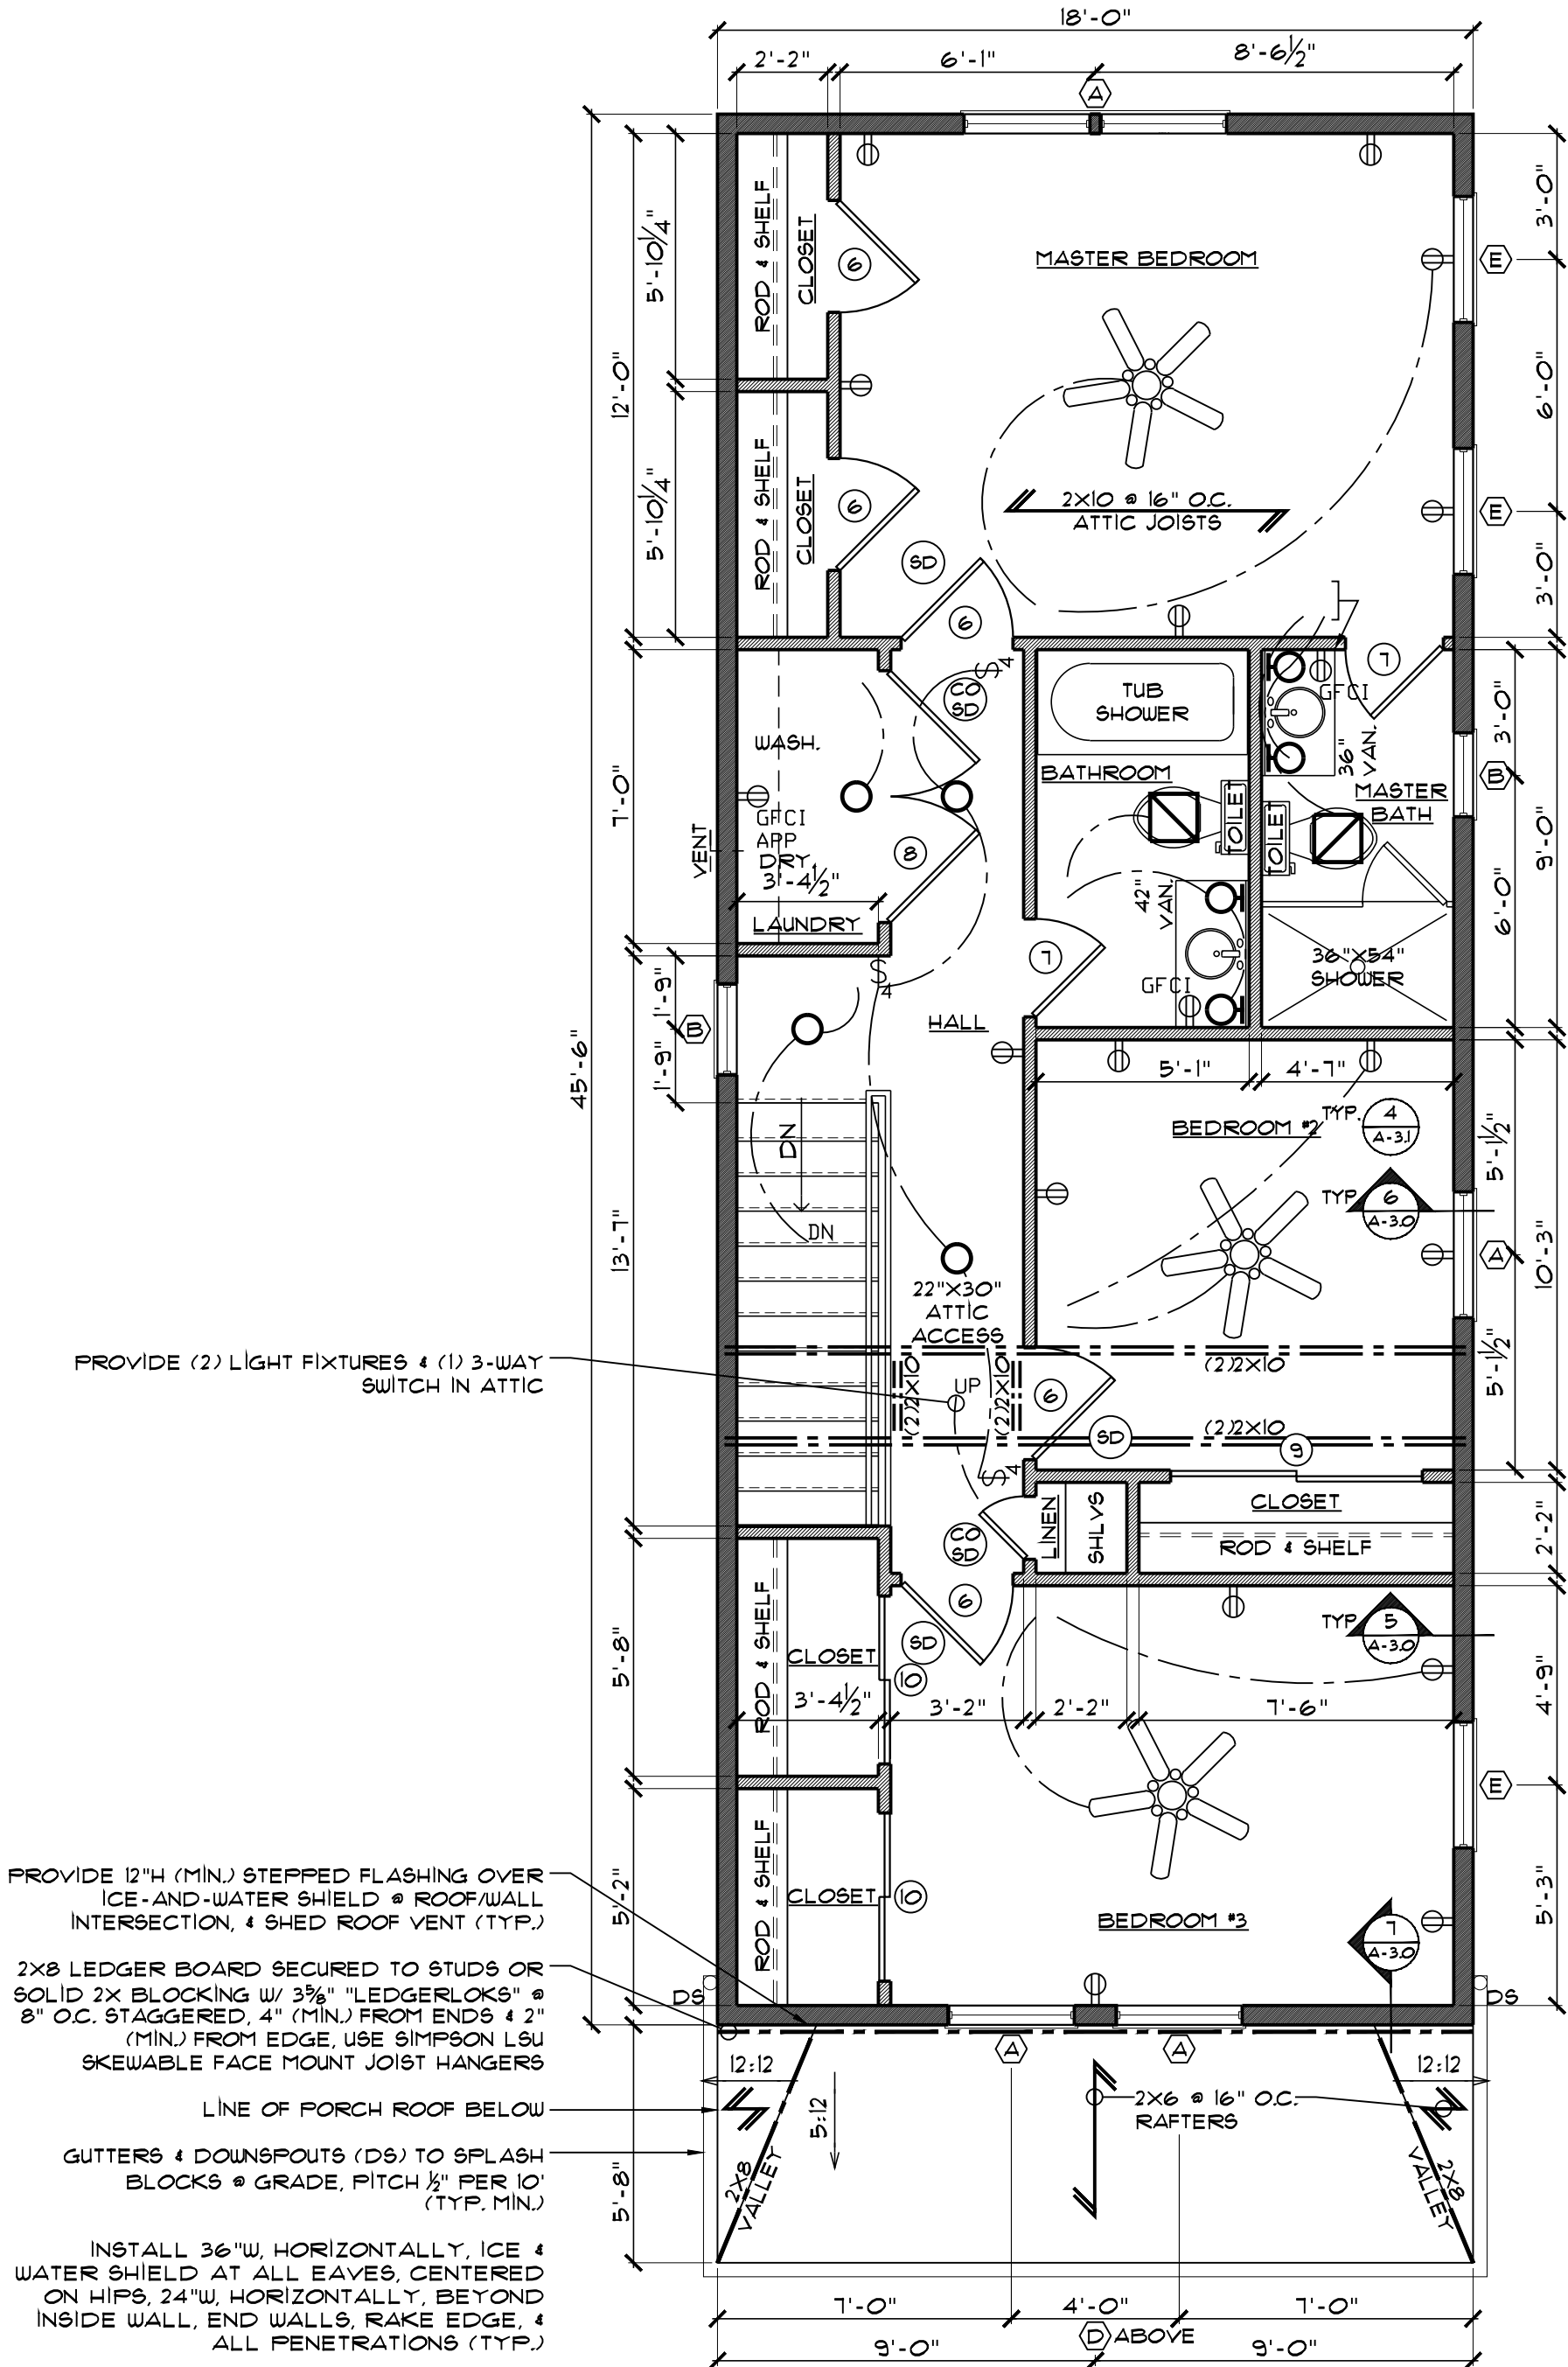 18'-0"
2'-2"
6'-1"
8'-6½"
A
ROD & SHELF
CLOSET
6
MASTER BEDROOM
3'-0"
E
5'-10¼"
12'-0"
6'-0"
ROD & SHELF
CLOSET
6
5'-10¼"
2X10 @ 16" O.C.
ATTIC JOISTS
E
SD
3'-0"
6
7
S4
CO
SD
TUB
SHOWER
GFCI
36"
VAN.
3'-0"
WASH.
BATHROOM
B
MASTER
BATH
7'-0"
GFCI
APP
DRY.
VENT
3'-4½"
8
TOILET
TOILET
9'-0"
LAUNDRY
42"
VAN.
6'-0"
7
36"X54"
SHOWER
S4
GFCI
HALL
1'-9"
B
1'-9"
45'-6"
5'-1"
4'-7"
BEDROOM #2
TYP.
4
A-3.1
5'-1½"
DN
DN
TYP.
6
A-3.0
A
10'-3"
13'-7"
22"X30"
ATTIC
ACCESS
PROVIDE (2) LIGHT FIXTURES & (1) 3-WAY
SWITCH IN ATTIC
(2)2X10
(2)2X10
UP
(2)2X10
6
5'-1½"
SD
(2)2X10
9
S4
CLOSET
LINEN
SHLVS
ROD & SHELF
2'-2"
CO
SD
6
ROD & SHELF
CLOSET
SD
10
TYP.
5
A-3.0
5'-8"
4'-9"
3'-4½"
3'-2"
2'-2"
7'-6"
E
ROD & SHELF
CLOSET
10
BEDROOM #3
7
A-3.0
5'-2"
5'-3"
PROVIDE 12"H (MIN.) STEPPED FLASHING OVER
ICE-AND-WATER SHIELD @ ROOF/WALL
INTERSECTION, & SHED ROOF VENT (TYP.)
2X8 LEDGER BOARD SECURED TO STUDS OR
SOLID 2X BLOCKING W/ 3⅝" "LEDGERLOKS" @
8" O.C. STAGGERED, 4" (MIN.) FROM ENDS & 2"
(MIN.) FROM EDGE, USE SIMPSON LSU
SKEWABLE FACE MOUNT JOIST HANGERS
DS
DS
A
A
12:12
12:12
LINE OF PORCH ROOF BELOW
5:12
2X6 @ 16" O.C.
RAFTERS
GUTTERS & DOWNSPOUTS (DS) TO SPLASH
BLOCKS @ GRADE, PITCH ½" PER 10'
(TYP. MIN.)
5'-8"
2X8
VALLEY
2X8
VALLEY
INSTALL 36"W, HORIZONTALLY, ICE &
WATER SHIELD AT ALL EAVES, CENTERED
ON HIPS, 24"W, HORIZONTALLY, BEYOND
INSIDE WALL, END WALLS, RAKE EDGE, &
ALL PENETRATIONS (TYP.)
7'-0"
4'-0"
7'-0"
D ABOVE
9'-0"
9'-0"